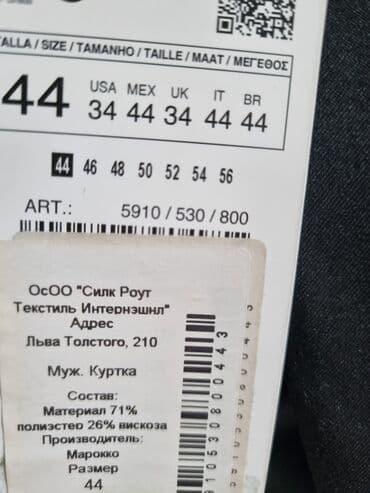 TALLA / SIZE / TAMANHO / TAILLE / MAAT / ΜΕΓΕΘΟΣ
44 USA 34 MEX 44 UK 34 IT 44 BR 44
44 46 48 50 52 54 56
ART.: 5910 / 530 / 800
ОсОО "Силк Роут
Текстиль Интернэшнл"
Адрес
Льва Толстого, 210
Муж. Куртка
Состав:
Материал 71%
полиэстер 26% вискоза
Производитель:
Марокко
Размер
44